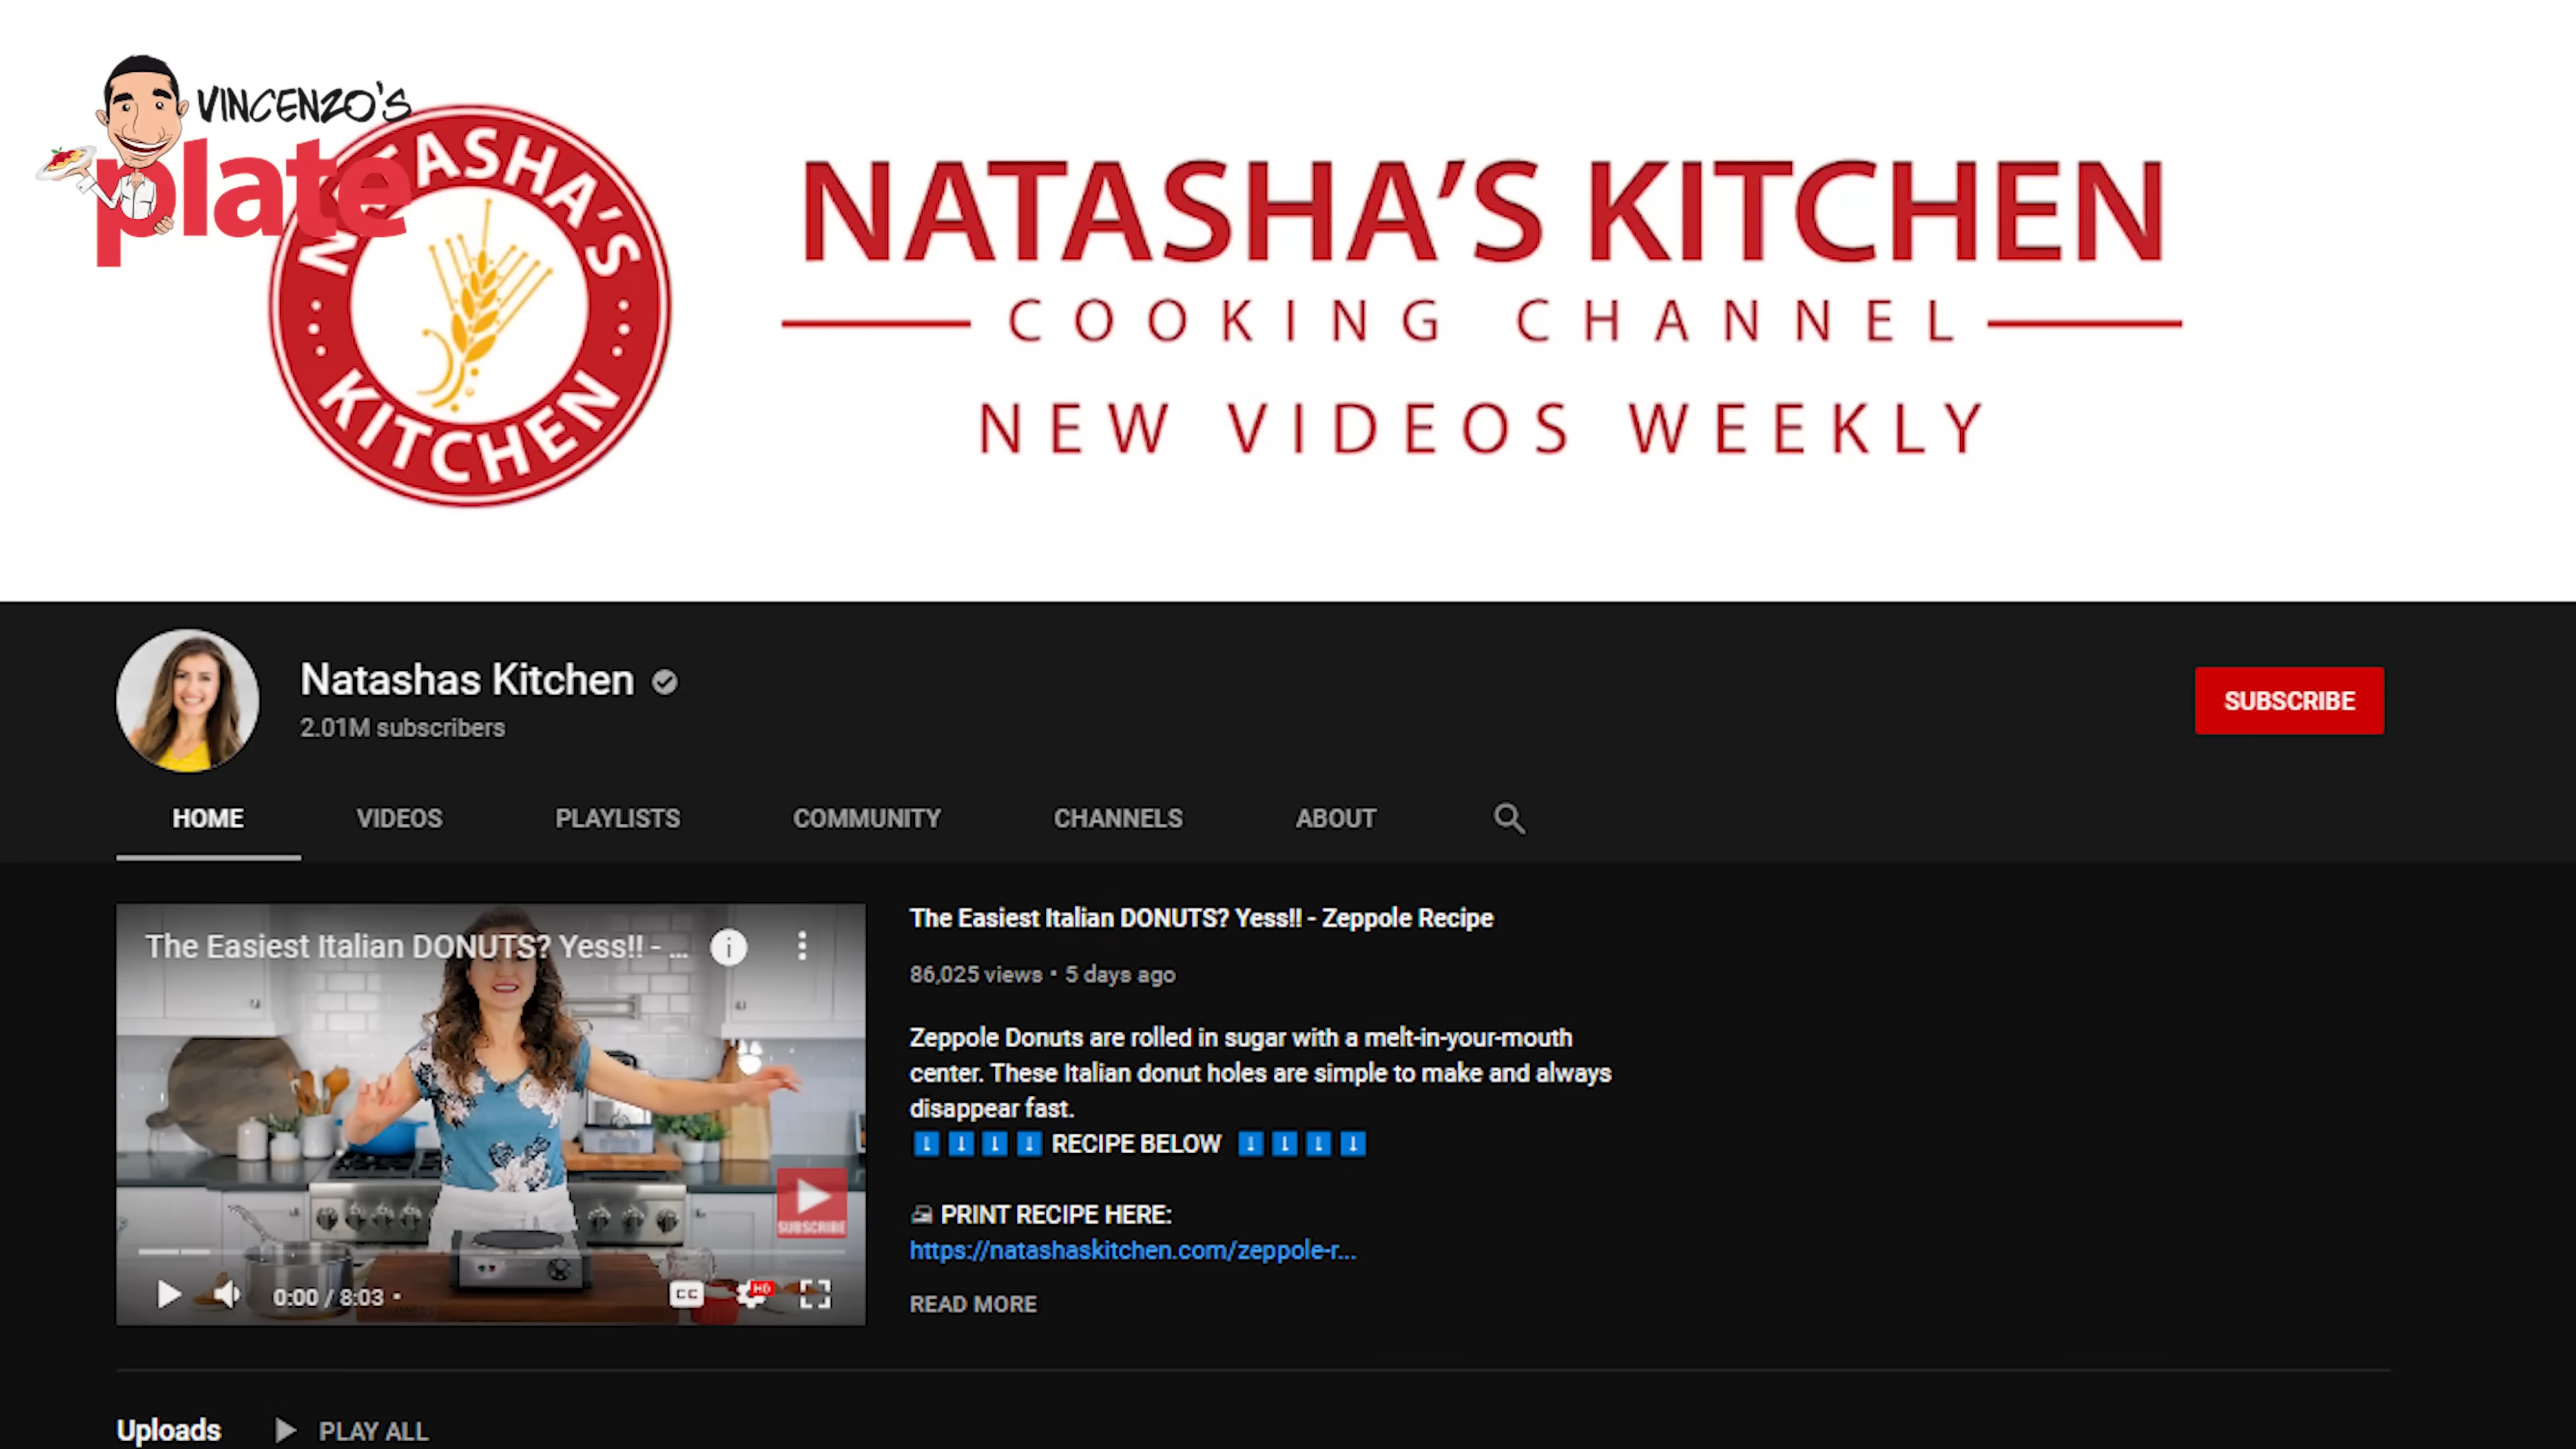 VINCENZO'S
plate
NATASHA'S
KITCHEN
NATASHA'S KITCHEN
COOKING CHANNEL
NEW VIDEOS WEEKLY
Natashas Kitchen
2.01M subscribers
SUBSCRIBE
HOME VIDEOS PLAYLISTS COMMUNITY CHANNELS ABOUT
The Easiest Italian DONUTS? Yess!! - ...
SUBSCRIBE
0:00 / 8:03 •
CC HD
The Easiest Italian DONUTS? Yess!! - Zeppole Recipe
86,025 views • 5 days ago
Zeppole Donuts are rolled in sugar with a melt-in-your-mouth
center. These Italian donut holes are simple to make and always
disappear fast.
⬇⬇⬇⬇ RECIPE BELOW ⬇⬇⬇⬇
🖨 PRINT RECIPE HERE:
https://natashaskitchen.com/zeppole-r...
READ MORE
Uploads PLAY ALL